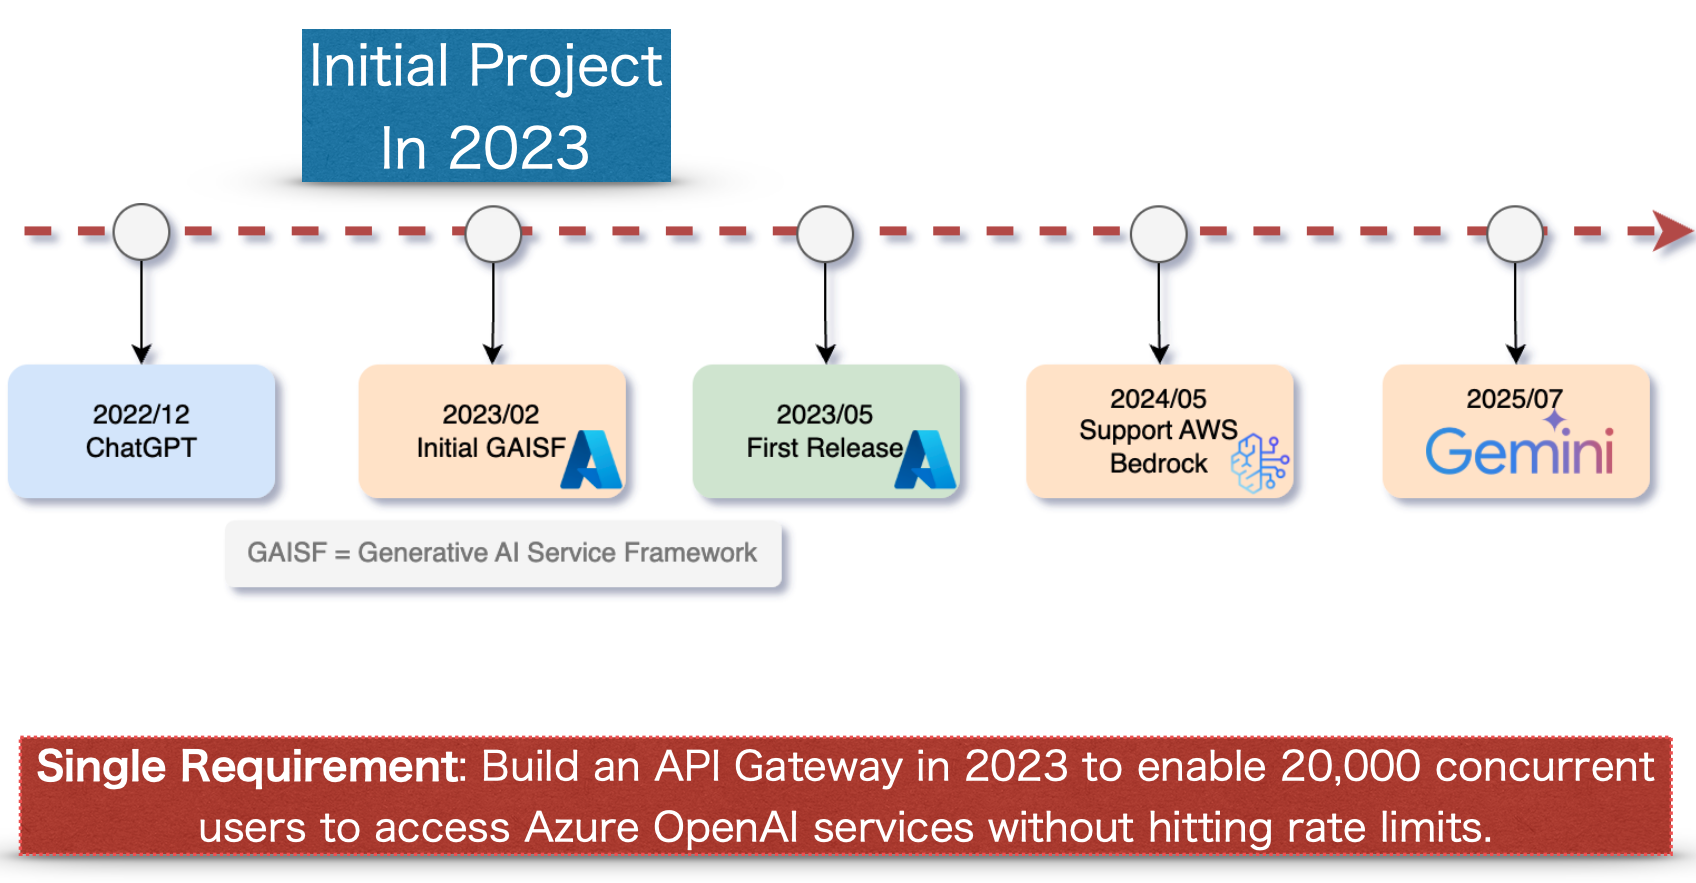 Initial Project
In 2023
2022/12
ChatGPT
2023/02
Initial GAISF
2023/05
First Release
2024/05
Support AWS
Bedrock
2025/07
Gemini
GAISF = Generative AI Service Framework
Single Requirement: Build an API Gateway in 2023 to enable 20,000 concurrent
users to access Azure OpenAI services without hitting rate limits.